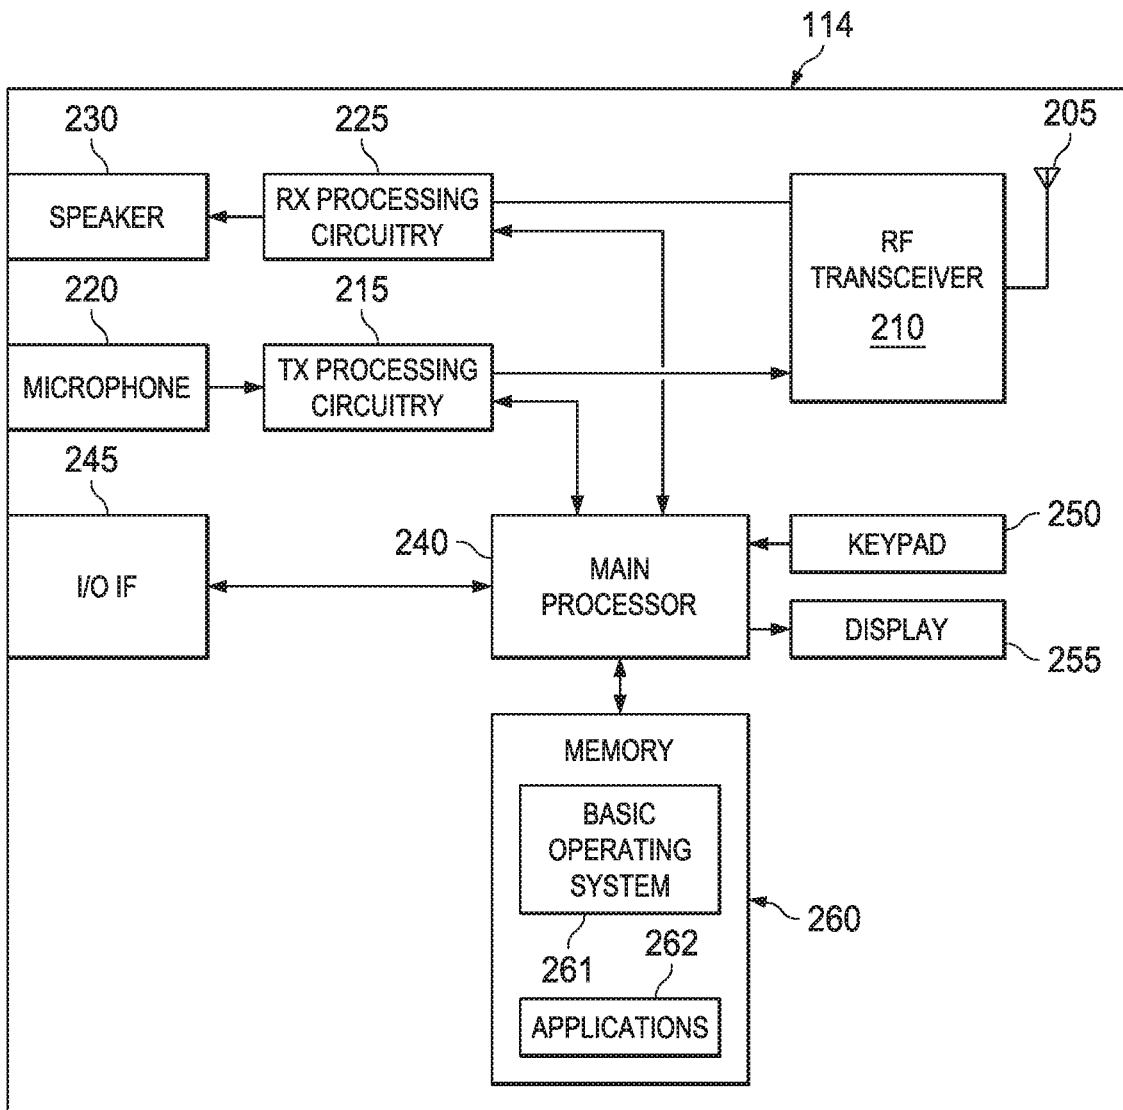 114
230
225
205
SPEAKER
RX PROCESSING
CIRCUITRY
RF
TRANSCEIVER
210
220
215
MICROPHONE
TX PROCESSING
CIRCUITRY
245
240
250
I/O IF
MAIN
PROCESSOR
KEYPAD
DISPLAY
255
MEMORY
BASIC
OPERATING
SYSTEM
260
261
262
APPLICATIONS